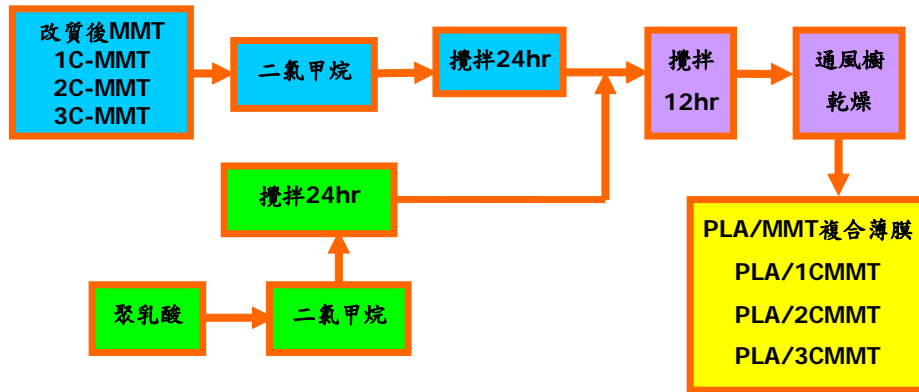 改質後MMT
1C-MMT
2C-MMT
3C-MMT
二氯甲烷
攪拌24hr
攪拌
12hr
通風櫥
乾燥
攪拌24hr
聚乳酸
二氯甲烷
PLA/MMT複合薄膜
PLA/1CMMT
PLA/2CMMT
PLA/3CMMT